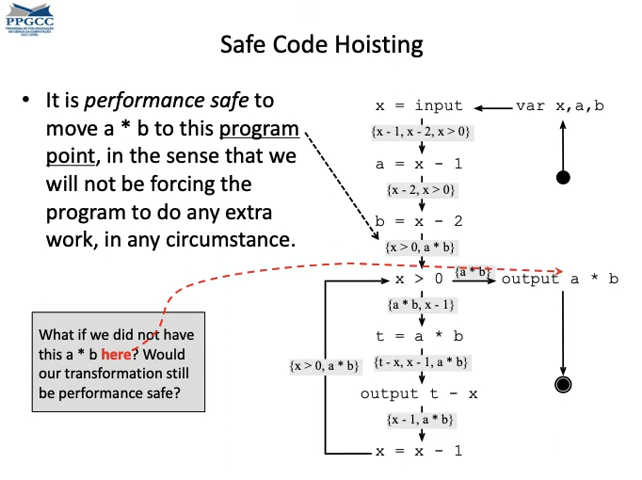 PPGCC
Safe Code Hoisting
• It is performance safe to
move a * b to this program
point, in the sense that we
will not be forcing the
program to do any extra
work, in any circumstance.
What if we did not have
this a * b here? Would
our transformation still
be performance safe?
x = input
var x,a,b
{x - 1, x - 2, x > 0}
a = x - 1
{x - 2, x > 0}
b = x - 2
{x > 0, a * b}
x > 0
{a * b}
output a * b
{a * b, x - 1}
t = a * b
{x > 0, a * b}
{t - x, x - 1, a * b}
output t - x
{x - 1, a * b}
x = x - 1